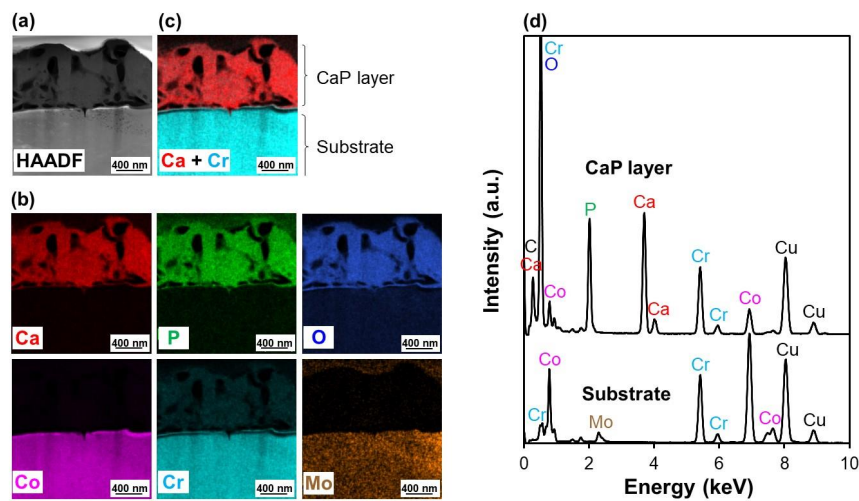 (a)
HAADF
400 nm
(c)
Ca + Cr
400 nm
CaP layer
Substrate
(b)
Ca
400 nm
P
400 nm
O
400 nm
Co
400 nm
Cr
400 nm
Mo
400 nm
(d)
Intensity (a.u.)
Cr
O
CaP layer
C
Ca
Co
P
Ca
Ca
Cr
Cr
Co
Cu
Cu
Substrate
Cr
Co
Mo
Cr
Cr
Co
Cu
Cu
0 2 4 6 8 10
Energy (keV)